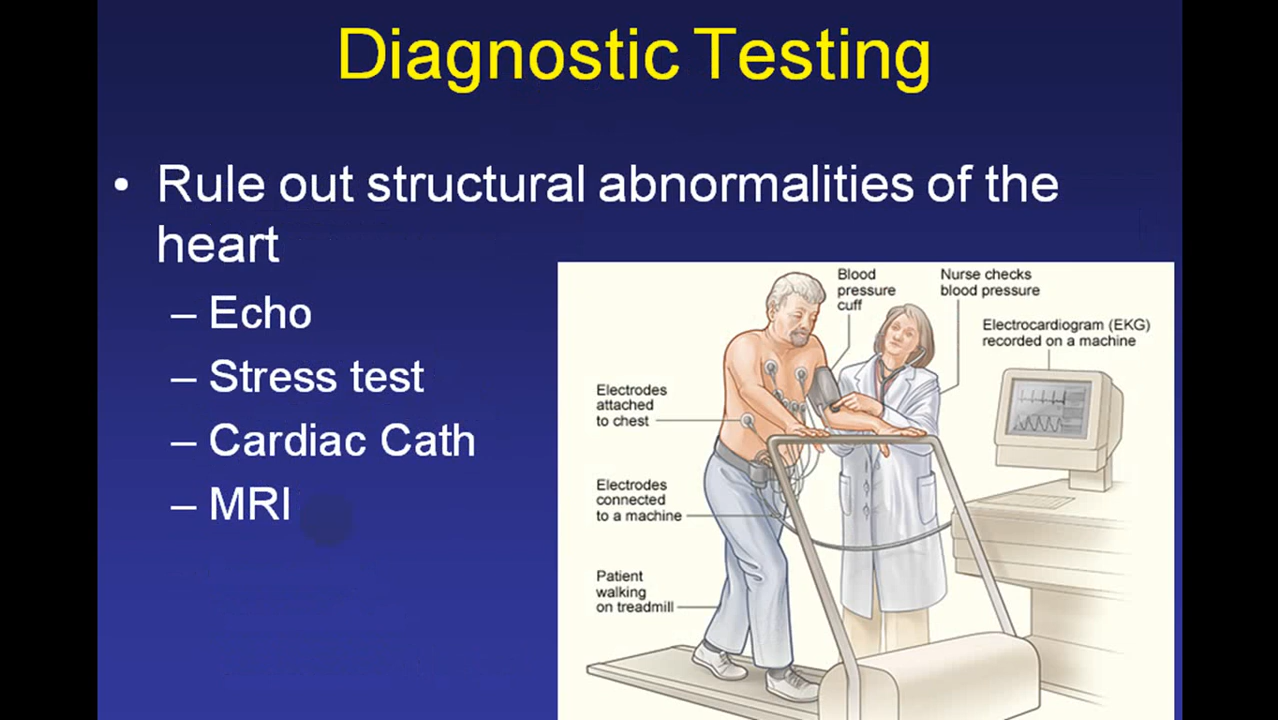 Diagnostic Testing
• Rule out structural abnormalities of the
heart
– Echo
– Stress test
– Cardiac Cath
– MRI
Blood
pressure
cuff
Nurse checks
blood pressure
Electrocardiogram (EKG)
recorded on a machine
Electrodes
attached
to chest
Electrodes
connected
to a machine
Patient
walking
on treadmill